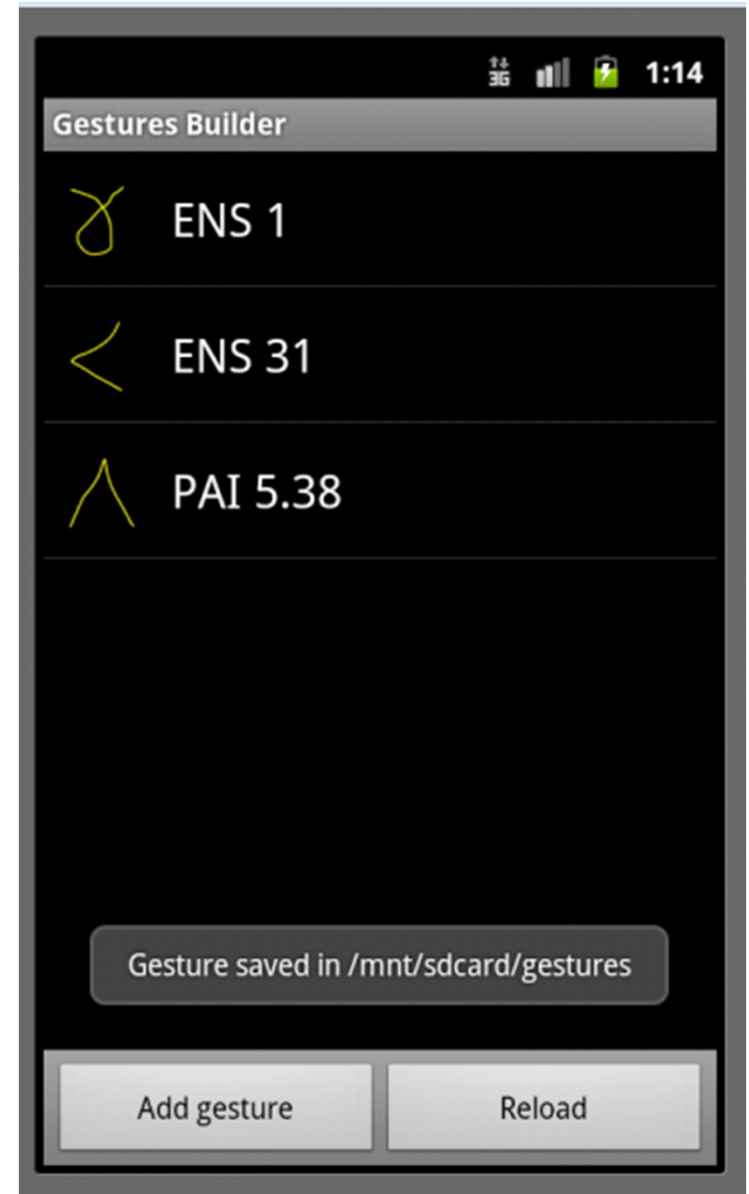 3G 1:14
Gestures Builder
ENS 1
ENS 31
PAI 5.38
Gesture saved in /mnt/sdcard/gestures
Add gesture Reload